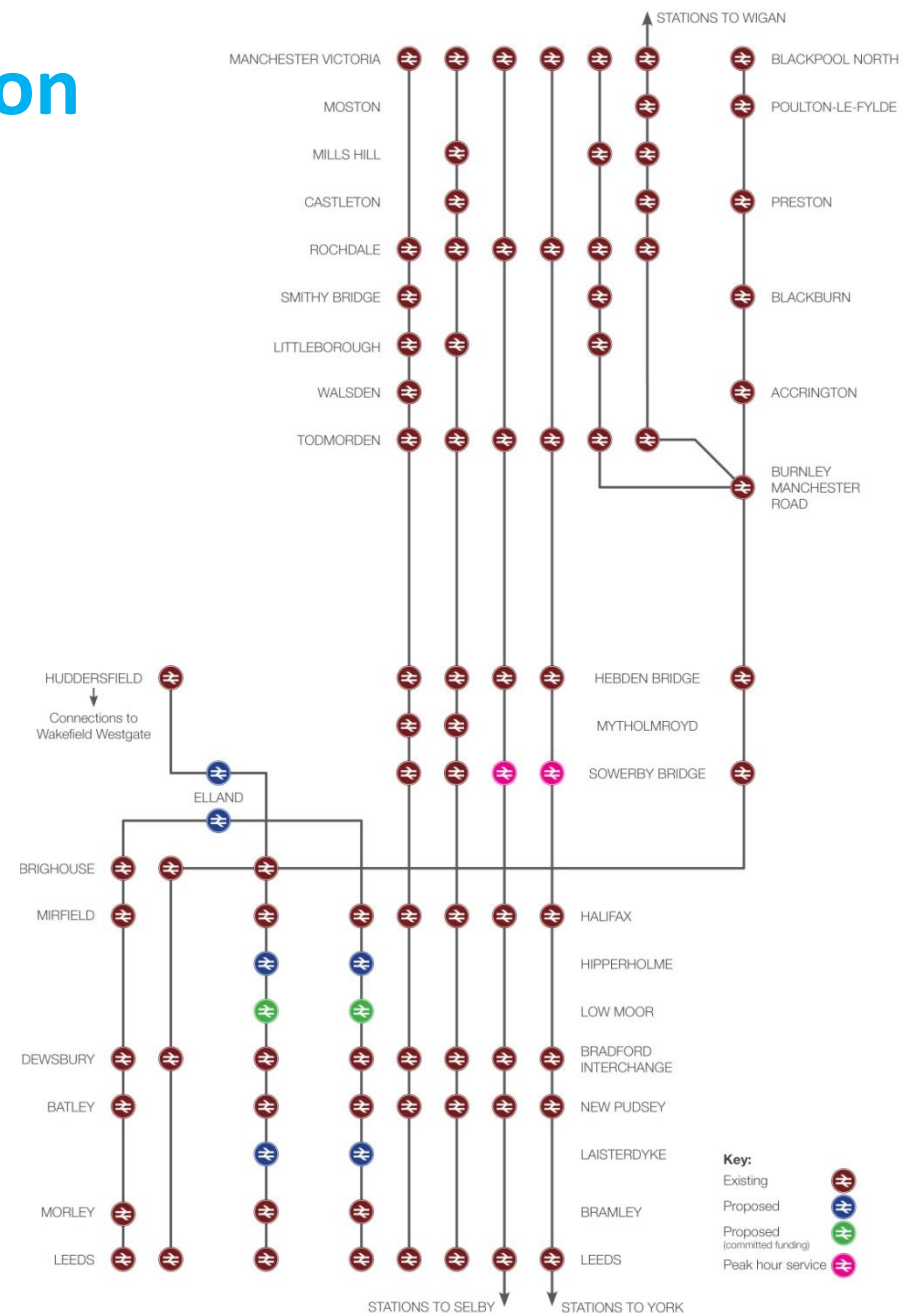 on
STATIONS TO WIGAN
MANCHESTER VICTORIA
BLACKPOOL NORTH
MOSTON
POULTON-LE-FYLDE
MILLS HILL
CASTLETON
PRESTON
ROCHDALE
SMITHY BRIDGE
BLACKBURN
LITTLEBOROUGH
WALSDEN
ACCRINGTON
TODMORDEN
BURNLEY
MANCHESTER
ROAD
HUDDERSFIELD
Connections to
Wakefield Westgate
HEBDEN BRIDGE
MYTHOLMROYD
SOWERBY BRIDGE
ELLAND
BRIGHOUSE
MIRFIELD
HALIFAX
HIPPERHOLME
LOW MOOR
DEWSBURY
BRADFORD
INTERCHANGE
BATLEY
NEW PUDSEY
LAISTERDYKE
MORLEY
BRAMLEY
LEEDS
LEEDS
STATIONS TO SELBY
STATIONS TO YORK
Key:
Existing
Proposed
Proposed
(committed funding)
Peak hour service